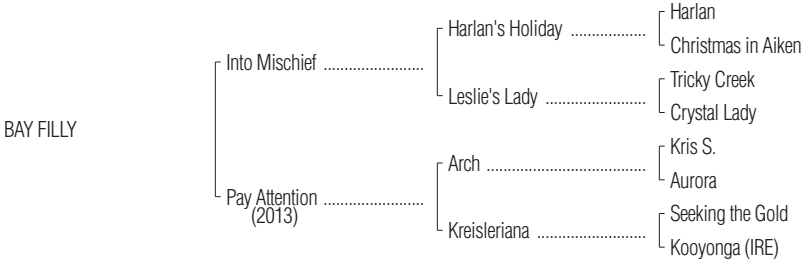 Harlan
Harlan's Holiday ....................
Christmas in Aiken
Into Mischief ..........................
Tricky Creek
Leslie's Lady ...........................
Crystal Lady
BAY FILLY
Kris S.
Arch ..........................................
Aurora
Pay Attention ..........................
(2013)
Seeking the Gold
Kreisleriana .............................
Kooyonga (IRE)